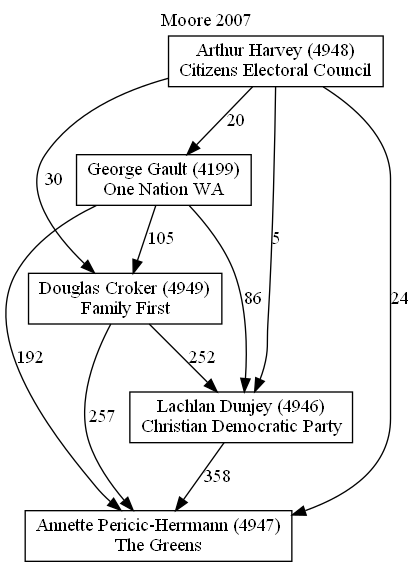 Moore 2007
Arthur Harvey (4948)
Citizens Electoral Council
20
George Gault (4199)
One Nation WA
30
105
5
86
24
Douglas Croker (4949)
Family First
192
252
257
Lachlan Dunjey (4946)
Christian Democratic Party
358
Annette Pericic-Herrmann (4947)
The Greens